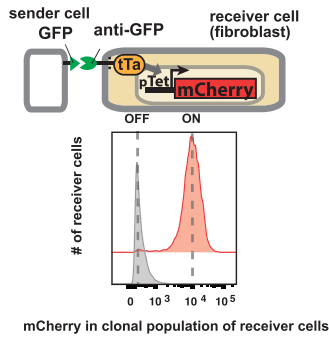 sender cell
GFP
anti-GFP
receiver cell
(fibroblast)
tTa
pTet
mCherry
OFF
ON
# of receiver cells
0 10 3 10 4 10 5
mCherry in clonal population of receiver cells